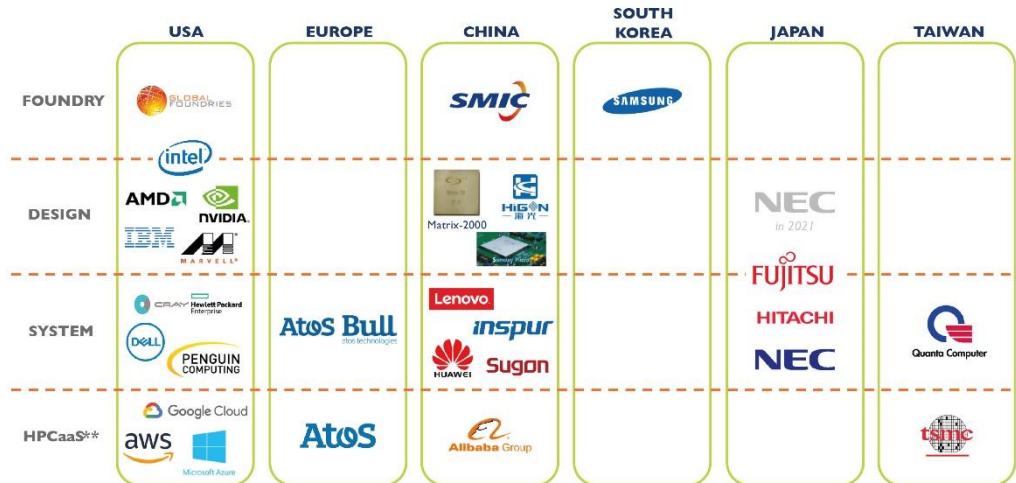 USA
EUROPE
CHINA
SOUTH
KOREA
JAPAN
TAIWAN
FOUNDRY
GLOBAL
FOUNDRIES
SMIC
SAMSUNG
intel
DESIGN
AMD
NVIDIA.
IBM
MARVELL®
Matrix-2000
HiGON
海光
NEC
in 2021
FUJITSU
SYSTEM
CRAY
Hewlett Packard
Enterprise
DELL
PENGUIN
COMPUTING
Atos Bull
atos technologies
Lenovo
inspur
HUAWEI
Sugon
HITACHI
NEC
Quanta Computer
HPCaaS**
Google Cloud
aws
Microsoft Azure
Atos
Alibaba Group
tsmc